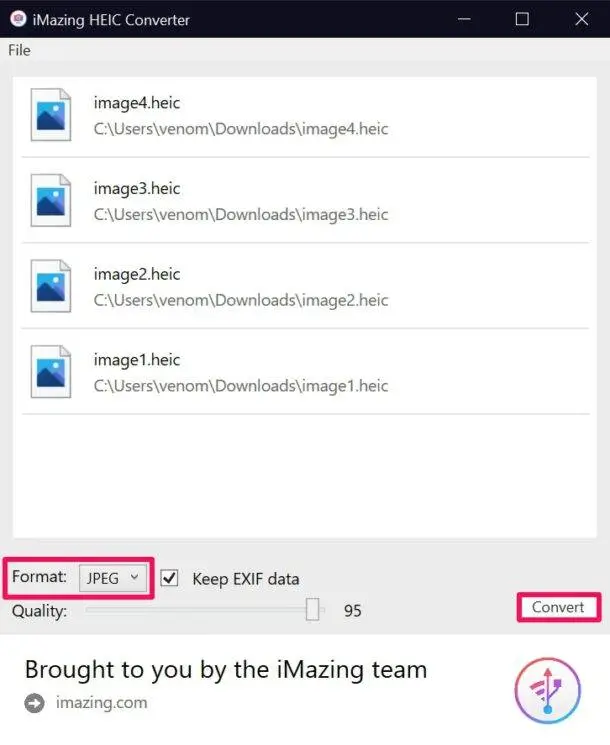 iMazing HEIC Converter
File
image4.heic
C:\Users\venom\Downloads\image4.heic
image3.heic
C:\Users\venom\Downloads\image3.heic
image2.heic
C:\Users\venom\Downloads\image2.heic
image1.heic
C:\Users\venom\Downloads\image1.heic
Format: JPEG Keep EXIF data
Quality: 95
Convert
Brought to you by the iMazing team
imazing.com